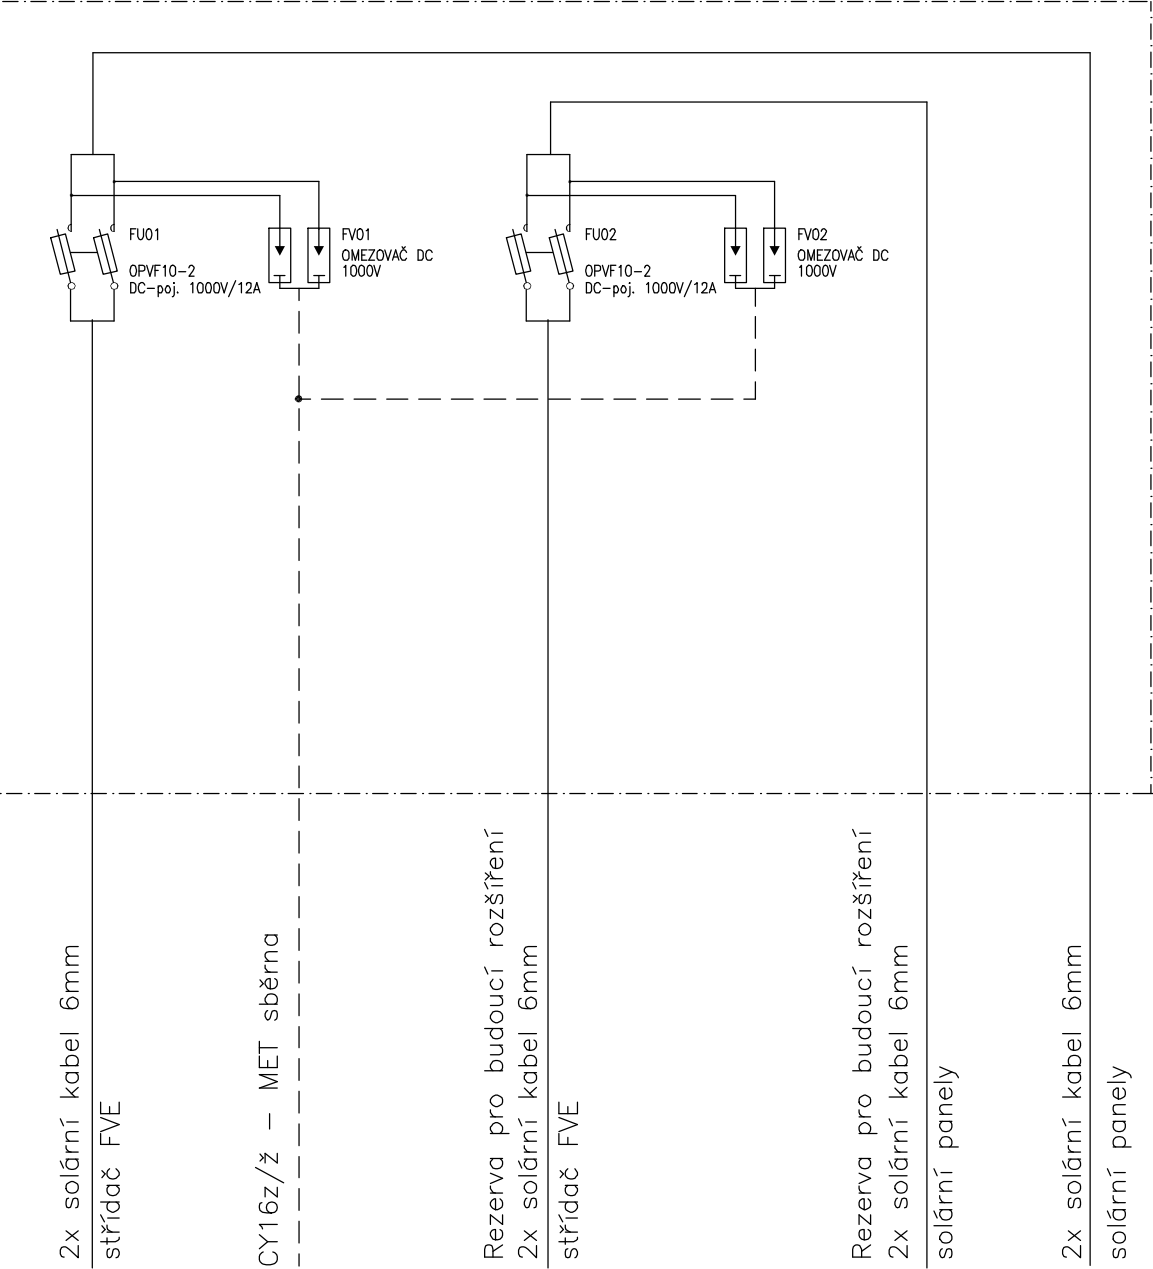 FU01
OPVF10-2
DC-poj. 1000V/12A
FV01
OMEZOVAČ DC
1000V
FU02
OPVF10-2
DC-poj. 1000V/12A
FV02
OMEZOVAČ DC
1000V
2x solární kabel 6mm
střídač FVE
CY16z/ž - MET sběrna
Rezerva pro budoucí rozšíření
2x solární kabel 6mm
střídač FVE
Rezerva pro budoucí rozšíření
2x solární kabel 6mm
solární panely
2x solární kabel 6mm
solární panely